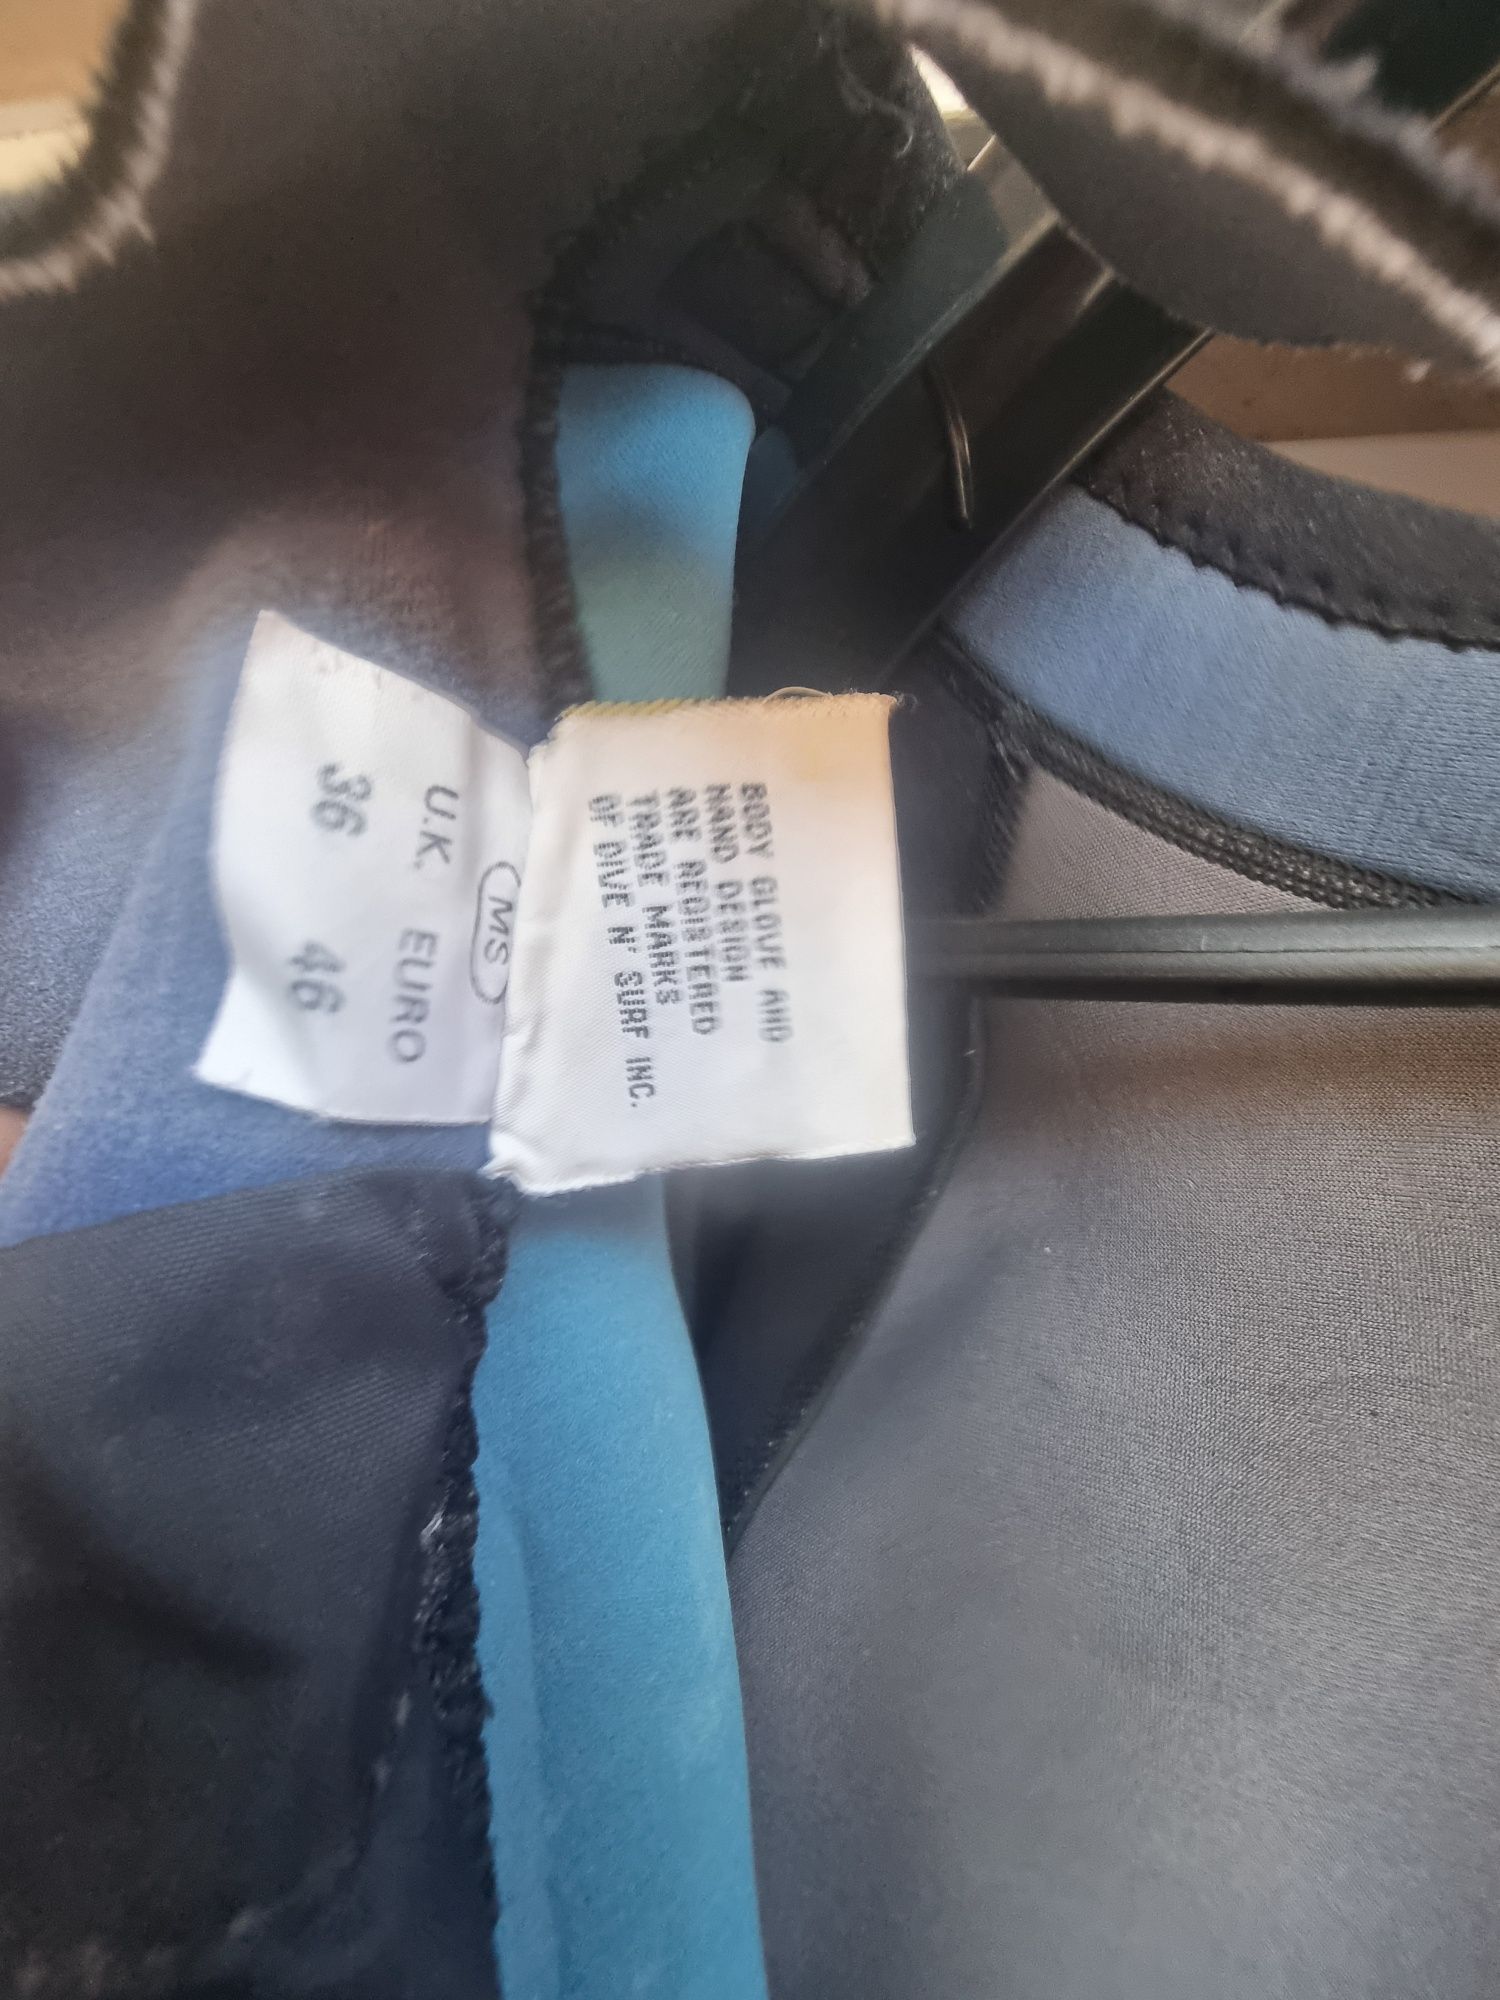 MS
U.K. EURO
36 46
BODY GLOVE AND
HAND DESIGN
ARE REGISTERED
TRADE MARKS
OF DIVE N' SURF INC.